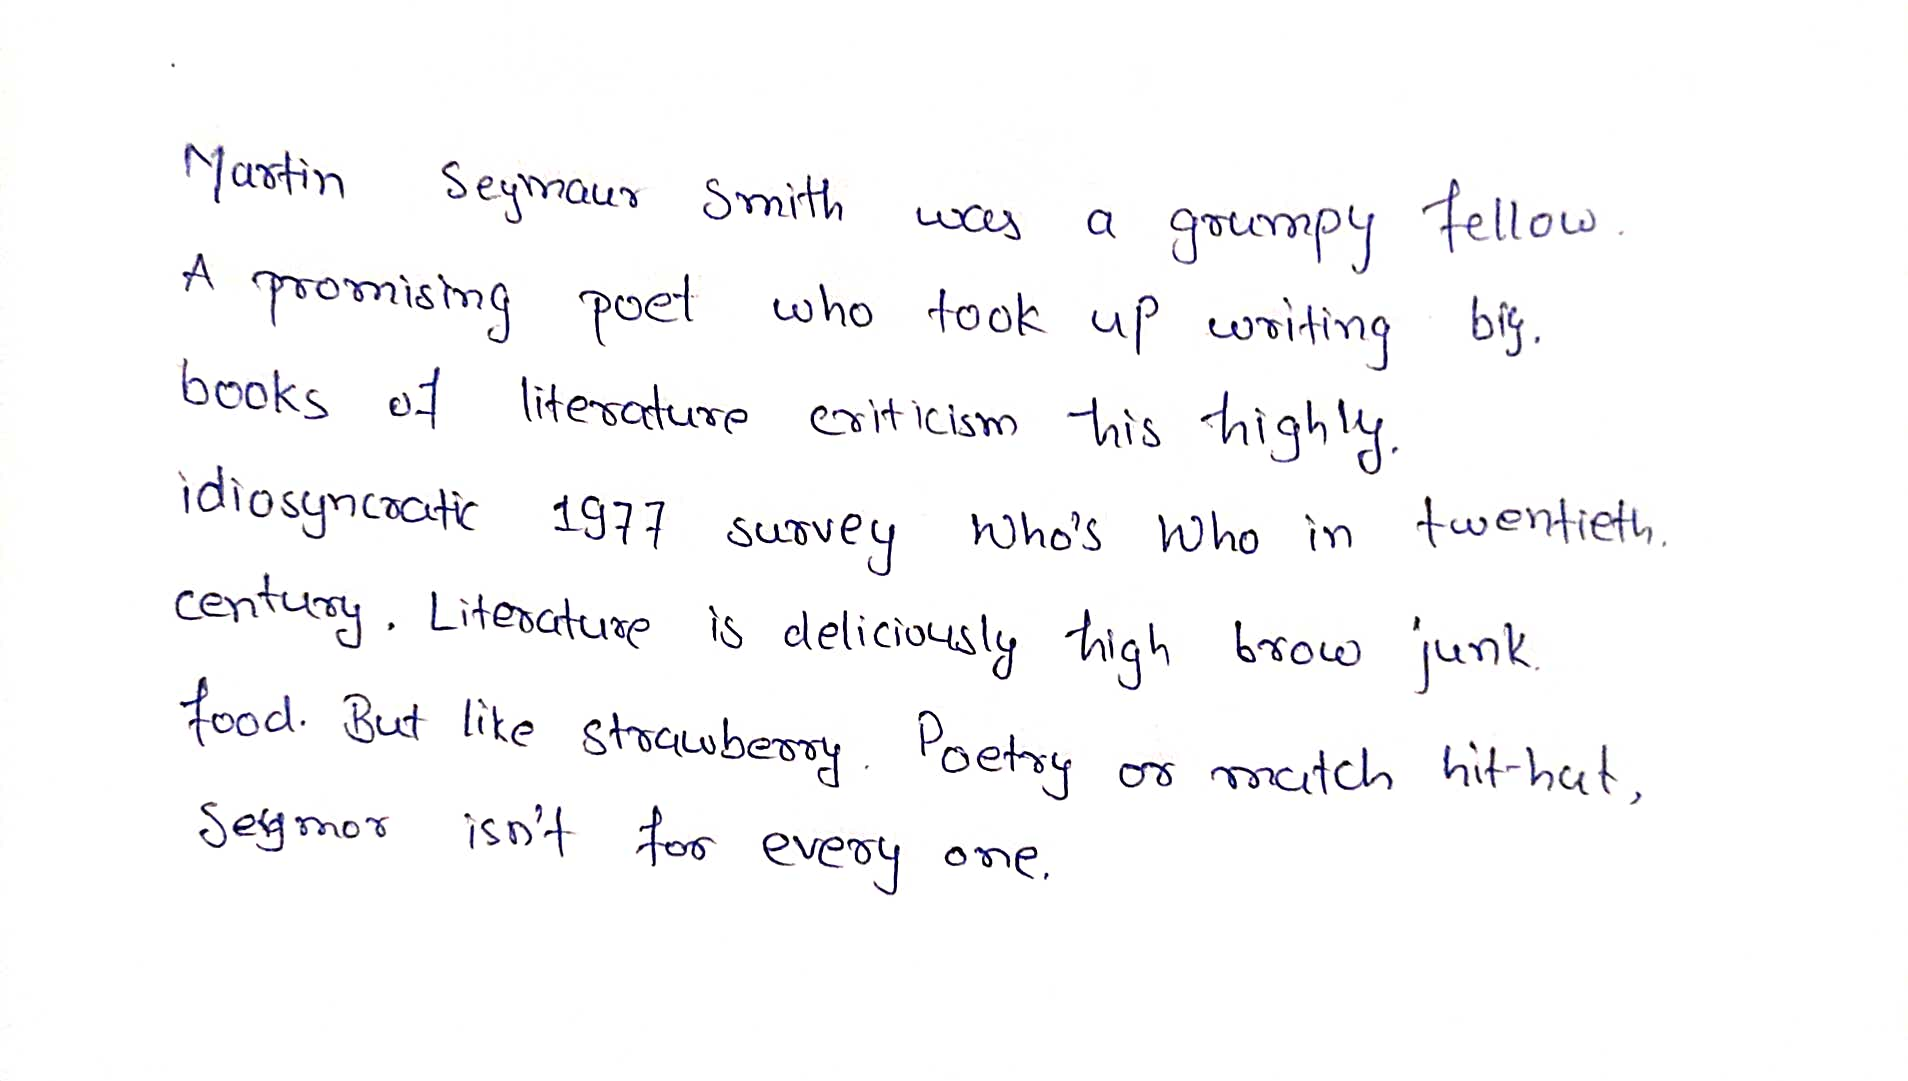 Martin Seymaur Smith was a grumpy fellow.
A promising poet who took up writing big.
books of literature criticism this highly.
idiosyncratic 1977 survey Who's Who in twentieth.
century. Literature is deliciously high brow junk.
food. But like strawberry. Poetry or match hit-hat,
Seymor isn't for every one.